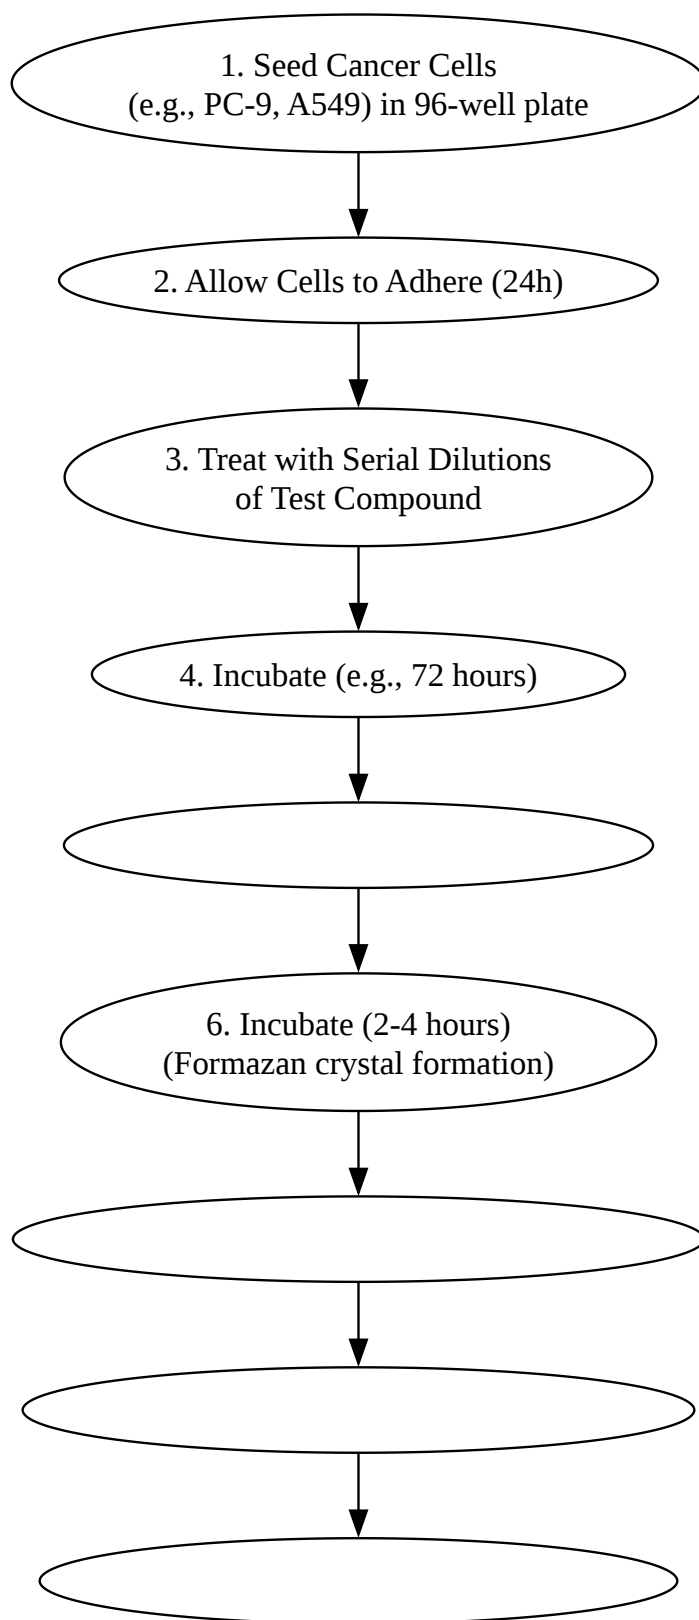 1. Seed Cancer Cells
(e.g., PC-9, A549) in 96-well plate
2. Allow Cells to Adhere (24h)
3. Treat with Serial Dilutions
of Test Compound
4. Incubate (e.g., 72 hours)
6. Incubate (2-4 hours)
(Formazan crystal formation)